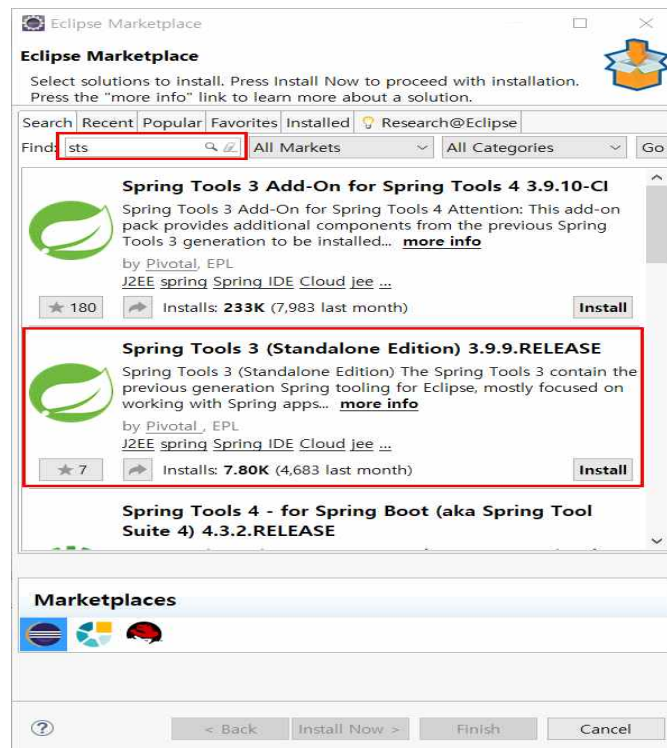 Eclipse Marketplace
Eclipse Marketplace
Select solutions to install. Press Install Now to proceed with installation.
Press the "more info" link to learn more about a solution.
Search Recent Popular Favorites Installed Research@Eclipse
Find: sts All Markets All Categories Go
Spring Tools 3 Add-On for Spring Tools 4 3.9.10-CI
Spring Tools 3 Add-On for Spring Tools 4 Attention: This add-on
pack provides additional components from the previous Spring
Tools 3 generation to be installed... more info
by Pivotal, EPL
J2EE spring Spring IDE Cloud jee ...
180 Installs: 233K (7,983 last month) Install
Spring Tools 3 (Standalone Edition) 3.9.9.RELEASE
Spring Tools 3 (Standalone Edition) The Spring Tools 3 contain the
previous generation Spring tooling for Eclipse, mostly focused on
working with Spring apps... more info
by Pivotal , EPL
J2EE spring Spring IDE Cloud jee ...
7 Installs: 7.80K (4,683 last month) Install
Spring Tools 4 - for Spring Boot (aka Spring Tool
Suite 4) 4.3.2.RELEASE
Marketplaces
? < Back Install Now > Finish Cancel